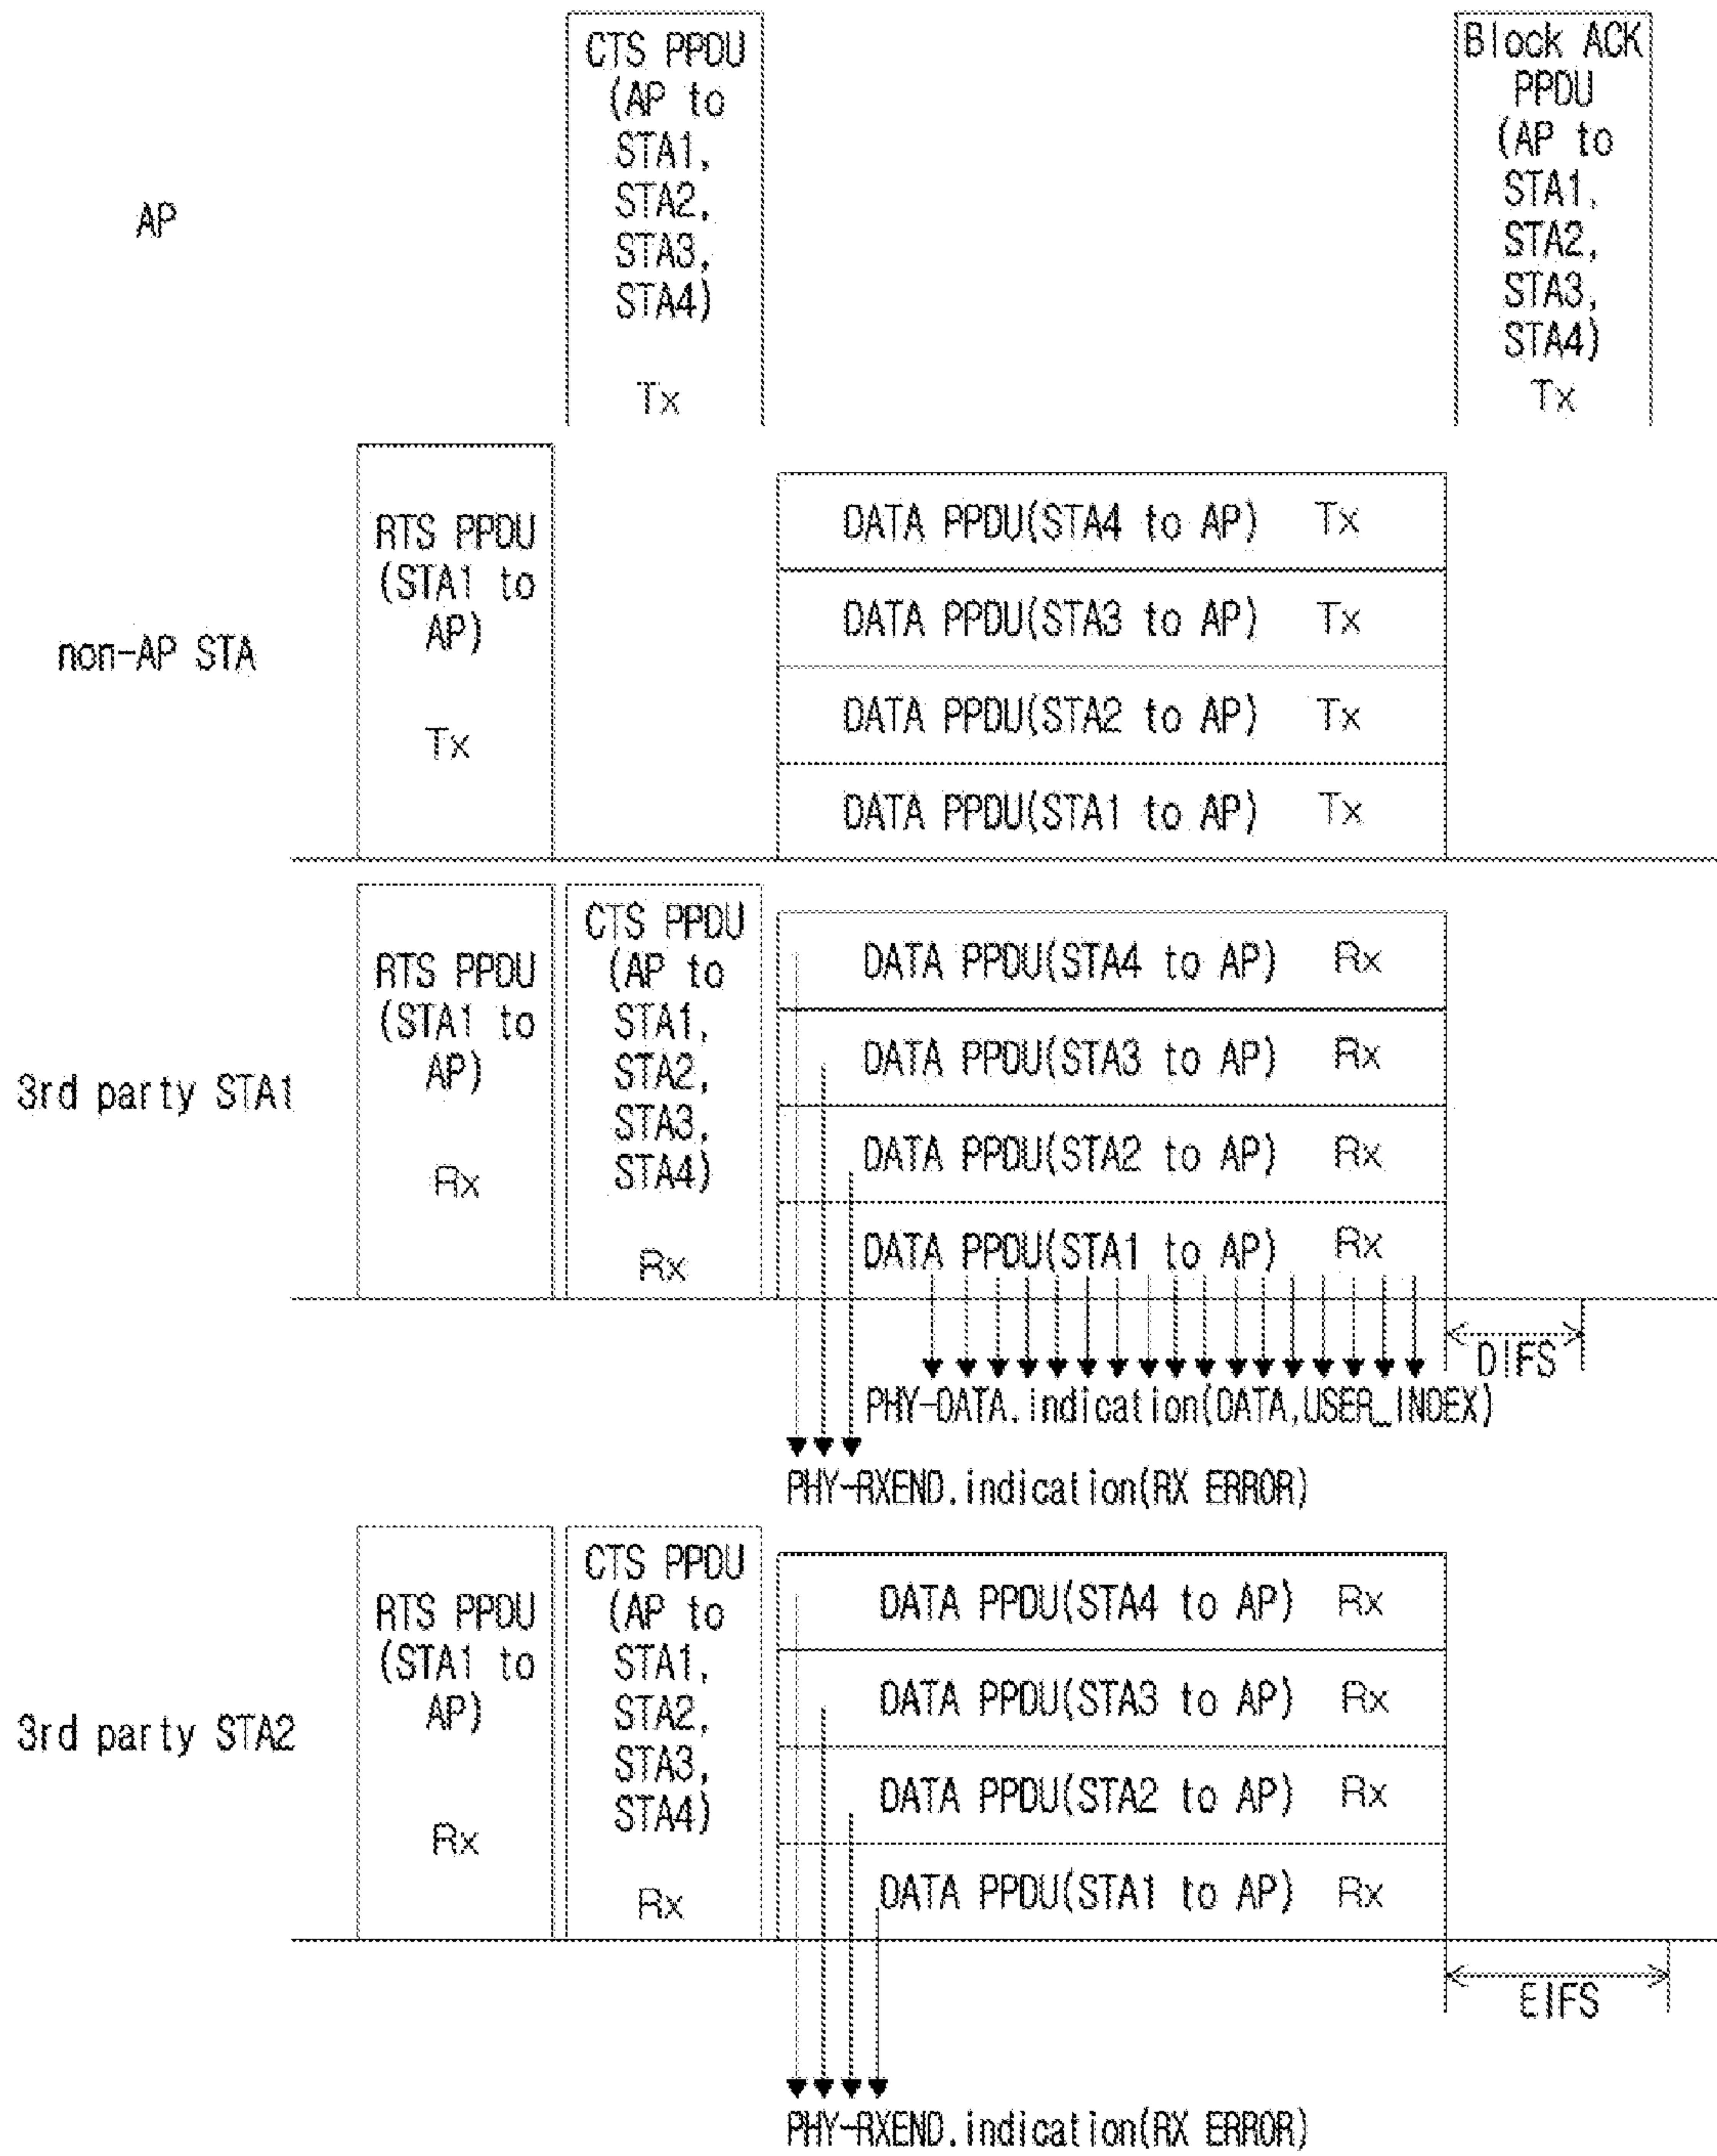 CTS PPDU
(AP to
STA1,
STA2,
STA3,
STA4)
Tx
Block ACK
PPDU
(AP to
STA1,
STA2,
STA3,
STA4)
Tx
AP
RTS PPDU
(STA1 to
AP)
Tx
DATA PPDU(STA4 to AP) Tx
DATA PPDU(STA3 to AP) Tx
DATA PPDU(STA2 to AP) Tx
DATA PPDU(STA1 to AP) Tx
non-AP STA
RTS PPDU
(STA1 to
AP)
Rx
CTS PPDU
(AP to
STA1,
STA2,
STA3,
STA4)
Rx
DATA PPDU(STA4 to AP) Rx
DATA PPDU(STA3 to AP) Rx
DATA PPDU(STA2 to AP) Rx
DATA PPDU(STA1 to AP) Rx
3rd party STA1
DIFS
PHY-DATA.indication(DATA,USER_INDEX)
PHY-RXEND.indication(RX ERROR)
RTS PPDU
(STA1 to
AP)
Rx
CTS PPDU
(AP to
STA1,
STA2,
STA3,
STA4)
Rx
DATA PPDU(STA4 to AP) Rx
DATA PPDU(STA3 to AP) Rx
DATA PPDU(STA2 to AP) Rx
DATA PPDU(STA1 to AP) Rx
3rd party STA2
EIFS
PHY-RXEND.indication(RX ERROR)